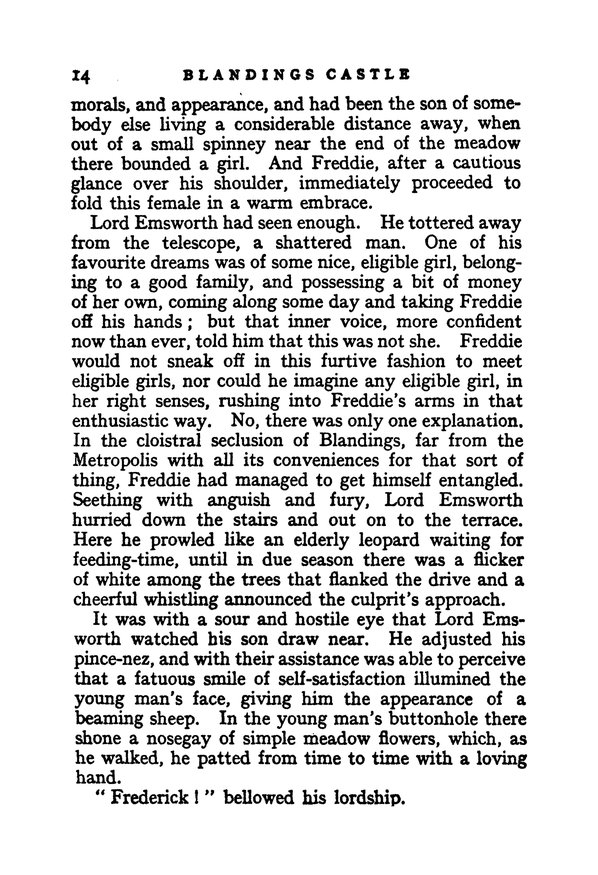 14 BLANDINGS CASTLE
morals, and appearance, and had been the son of some-
body else living a considerable distance away, when
out of a small spinney near the end of the meadow
there bounded a girl. And Freddie, after a cautious
glance over his shoulder, immediately proceeded to
fold this female in a warm embrace.
Lord Emsworth had seen enough. He tottered away
from the telescope, a shattered man. One of his
favourite dreams was of some nice, eligible girl, belong-
ing to a good family, and possessing a bit of money
of her own, coming along some day and taking Freddie
off his hands ; but that inner voice, more confident
now than ever, told him that this was not she. Freddie
would not sneak off in this furtive fashion to meet
eligible girls, nor could he imagine any eligible girl, in
her right senses, rushing into Freddie's arms in that
enthusiastic way. No, there was only one explanation.
In the cloistral seclusion of Blandings, far from the
Metropolis with all its conveniences for that sort of
thing, Freddie had managed to get himself entangled.
Seething with anguish and fury, Lord Emsworth
hurried down the stairs and out on to the terrace.
Here he prowled like an elderly leopard waiting for
feeding-time, until in due season there was a flicker
of white among the trees that flanked the drive and a
cheerful whistling announced the culprit's approach.
It was with a sour and hostile eye that Lord Ems-
worth watched his son draw near. He adjusted his
pince-nez, and with their assistance was able to perceive
that a fatuous smile of self-satisfaction illumined the
young man's face, giving him the appearance of a
beaming sheep. In the young man's buttonhole there
shone a nosegay of simple meadow flowers, which, as
he walked, he patted from time to time with a loving
hand.
" Frederick ! " bellowed his lordship.